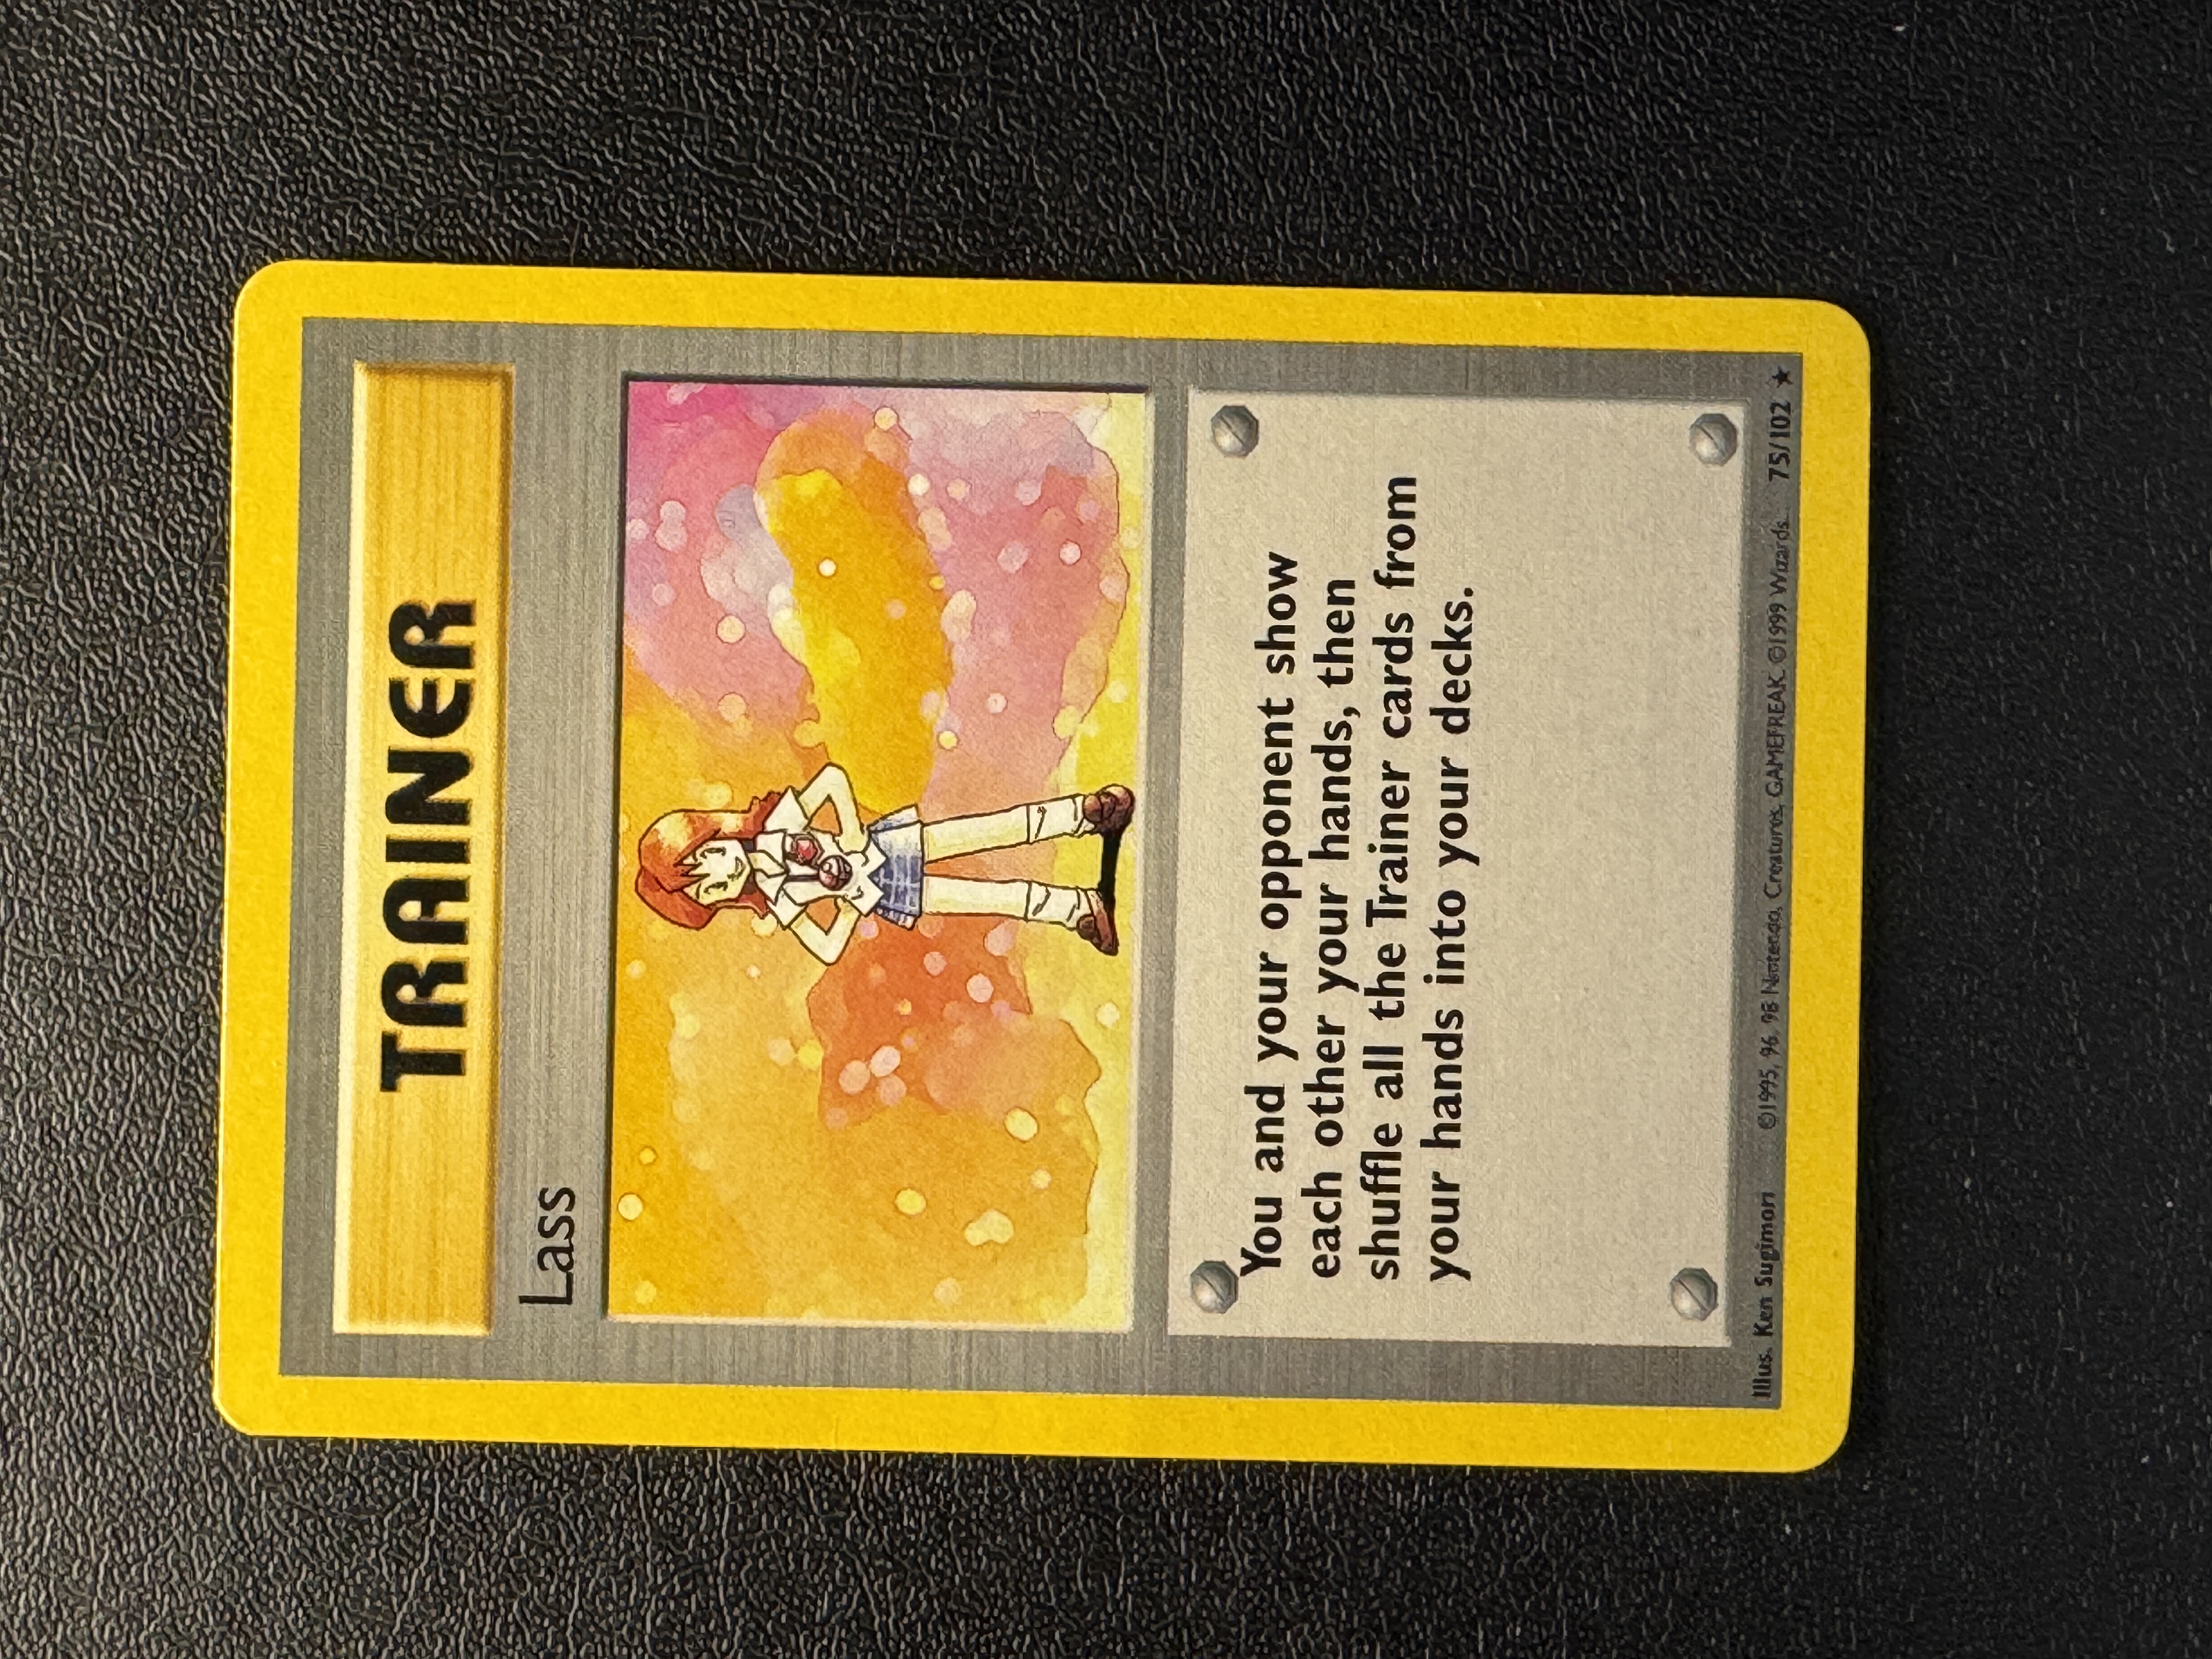 TRAINER
Lass
You and your opponent show
each other your hands, then
shuffle all the Trainer cards from
your hands into your decks.
Illus. Ken Sugimori ©1995, 96, 98 Nintendo, Creatures, GAMEFREAK. ©1999 Wizards. 75/102 ★